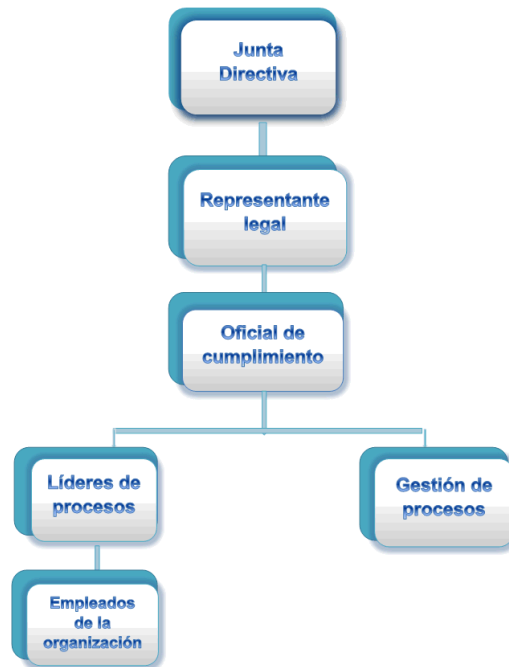 Junta
Directiva
Representante
legal
Oficial de
cumplimiento
Líderes de
procesos
Gestión de
procesos
Empleados
de la
organización